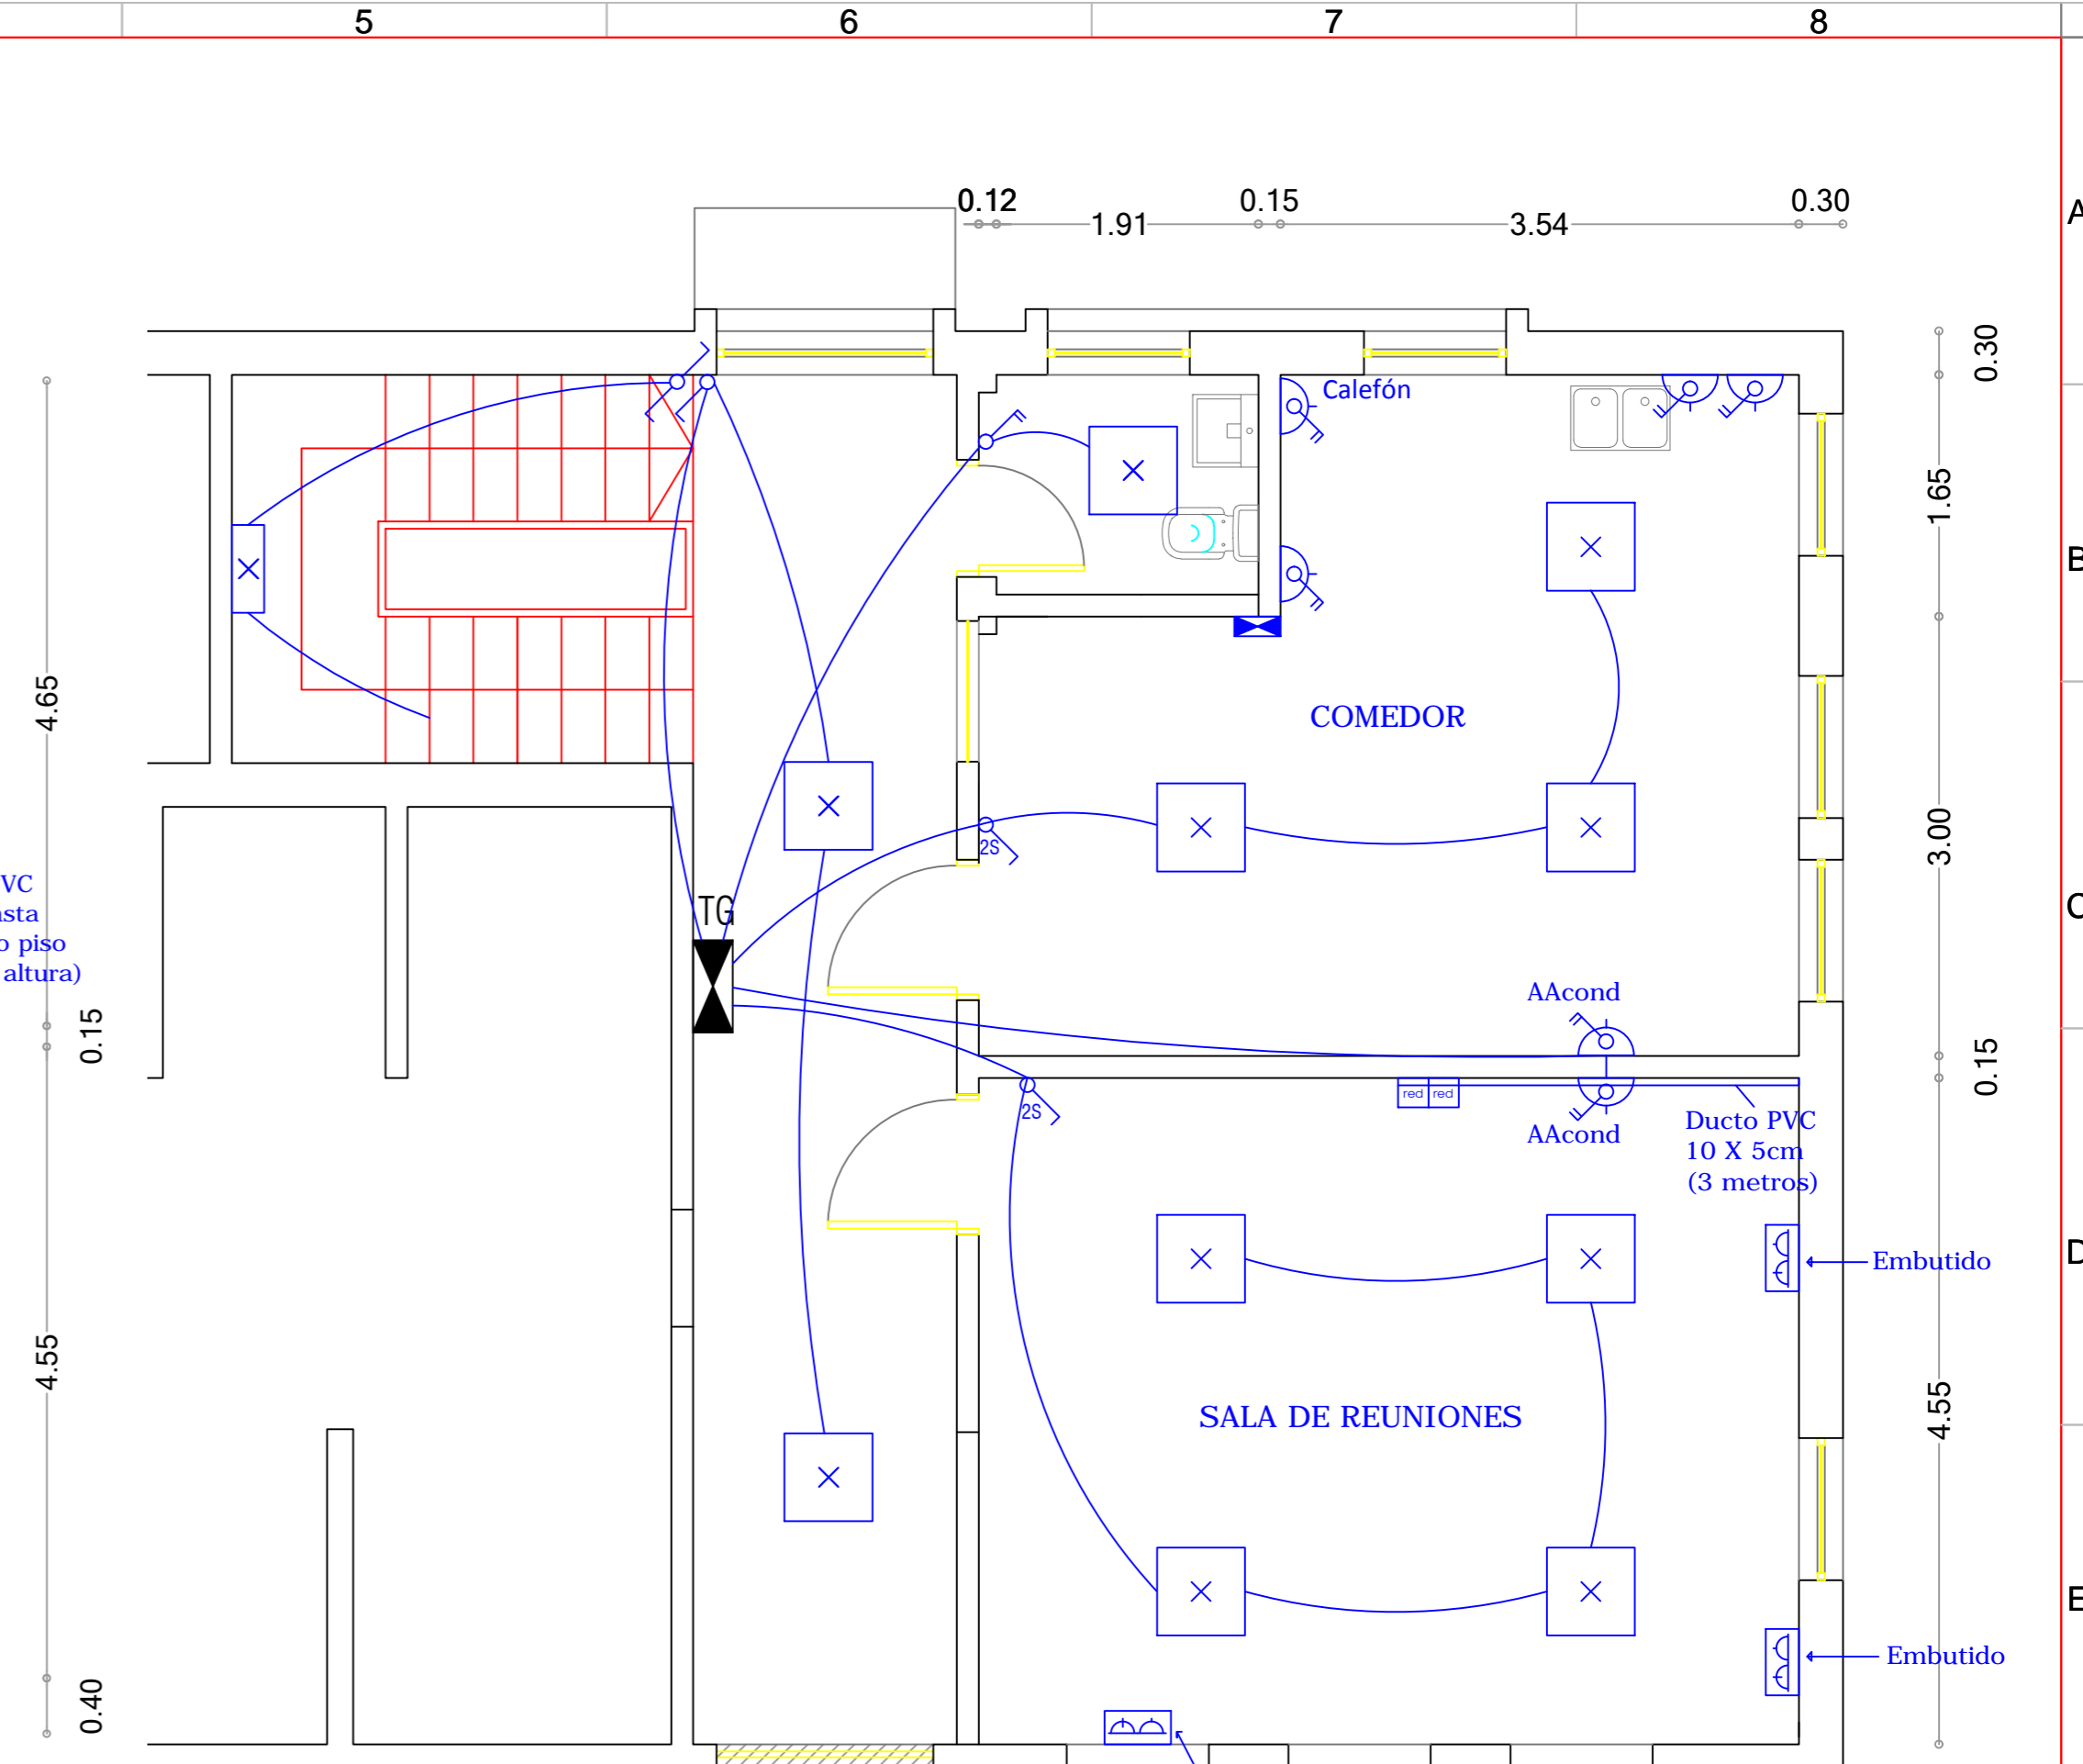 5 6 7 8
A
0.12 0.15 0.30
1.91 3.54
0.30
Calefón
1.65
B
4.65
COMEDOR
2S
3.00
VC
o piso
altura)
TG
C
AAcond
0.15
0.15
red red
2S
Ducto PVC
10 X 5cm
(3 metros)
AAcond
D
Embutido
4.55
SALA DE REUNIONES
4.55
E
Embutido
0.40